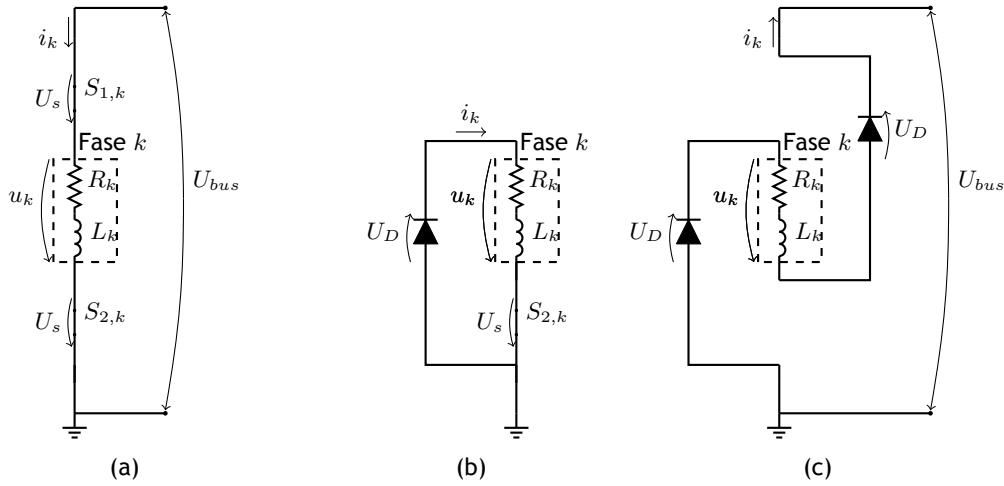 i_k
U_s
S_{1,k}
Fase k
R_k
u_k
L_k
U_s
S_{2,k}
U_{bus}
(a)
i_k
Fase k
R_k
u_k
L_k
U_D
U_s
S_{2,k}
(b)
i_k
U_D
Fase k
R_k
u_k
L_k
U_D
U_{bus}
(c)